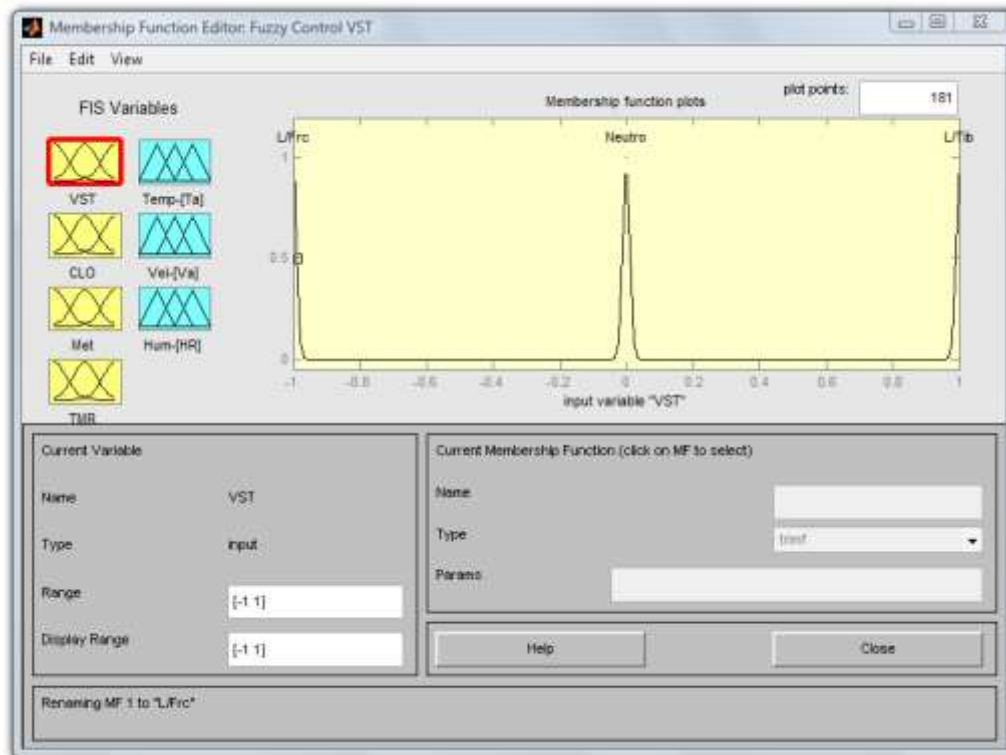 Membership Function Editor: Fuzzy Control VST
File Edit View
FIS Variables
VST
Temp-[Ta]
CLO
Vel-[Va]
Met
Hum-[HR]
TMR
Membership function plots
plot points:
181
L/Frc
Neutro
L/Tib
1
0.5
0
-1 -0.8 -0.6 -0.4 -0.2 0 0.2 0.4 0.6 0.8 1
input variable "VST"
Current Variable
Name VST
Type input
Range [-1 1]
Display Range [-1 1]
Current Membership Function (click on MF to select)
Name
Type trimf
Params
Help
Close
Renaming MF 1 to "L/Frc"